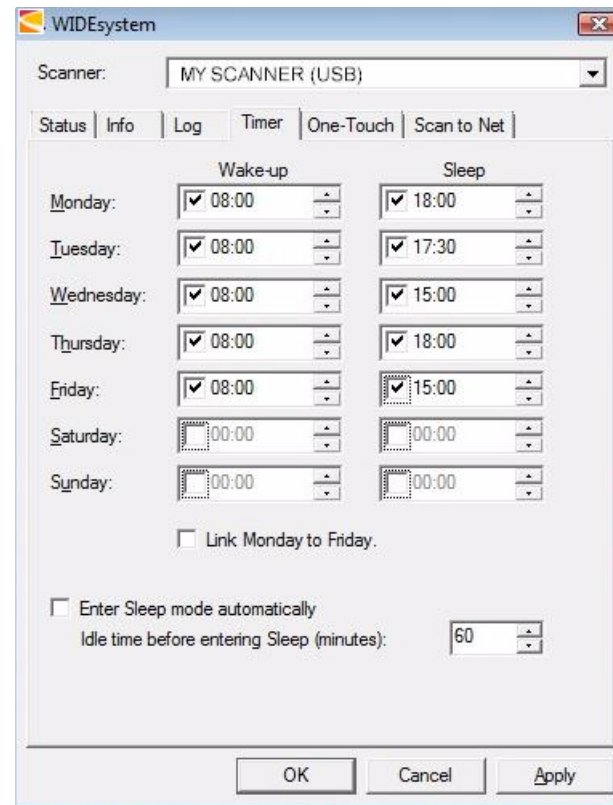 WIDEsystem
Scanner: MY SCANNER (USB)
Status Info Log Timer One-Touch Scan to Net
Wake-up Sleep
Monday: 08:00 18:00
Tuesday: 08:00 17:30
Wednesday: 08:00 15:00
Thursday: 08:00 18:00
Friday: 08:00 15:00
Saturday: 00:00 00:00
Sunday: 00:00 00:00
Link Monday to Friday.
Enter Sleep mode automatically
Idle time before entering Sleep (minutes): 60
OK Cancel Apply